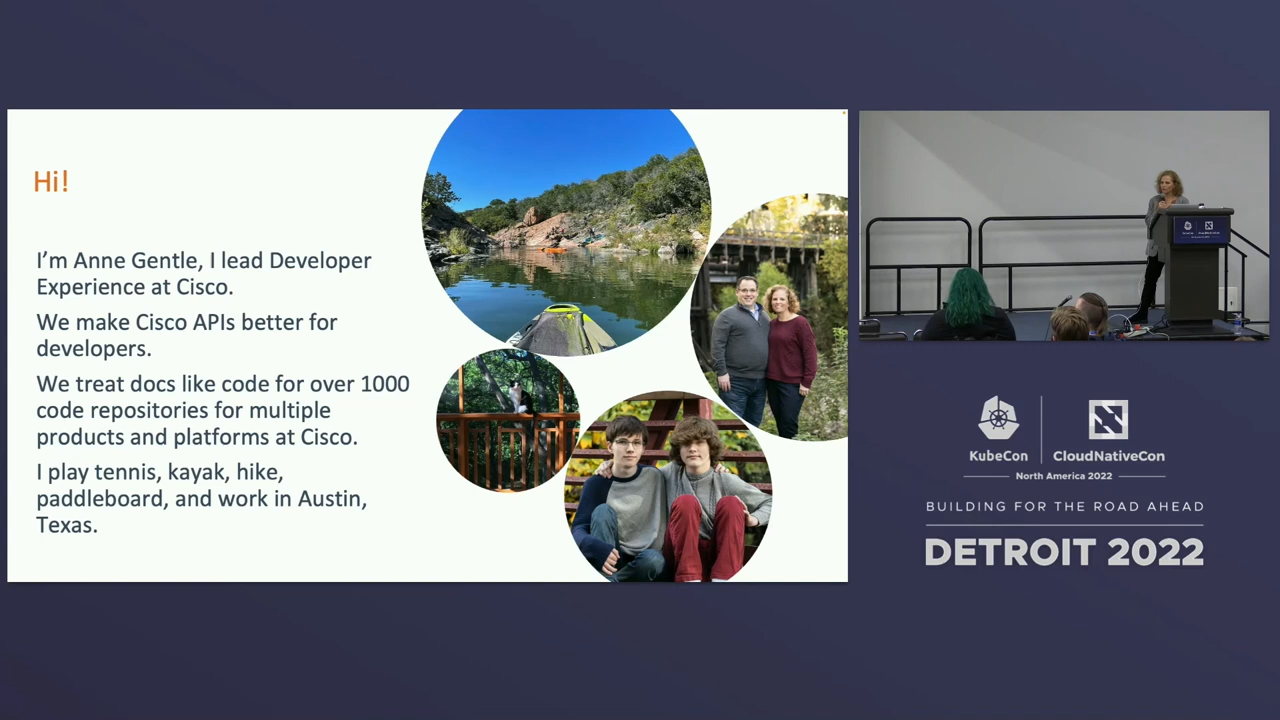 Hi!
I'm Anne Gentle, I lead Developer
Experience at Cisco.
We make Cisco APIs better for
developers.
We treat docs like code for over 1000
code repositories for multiple
products and platforms at Cisco.
I play tennis, kayak, hike,
paddleboard, and work in Austin,
Texas.
KubeCon
CloudNativeCon
North America 2022
BUILDING FOR THE ROAD AHEAD
DETROIT 2022